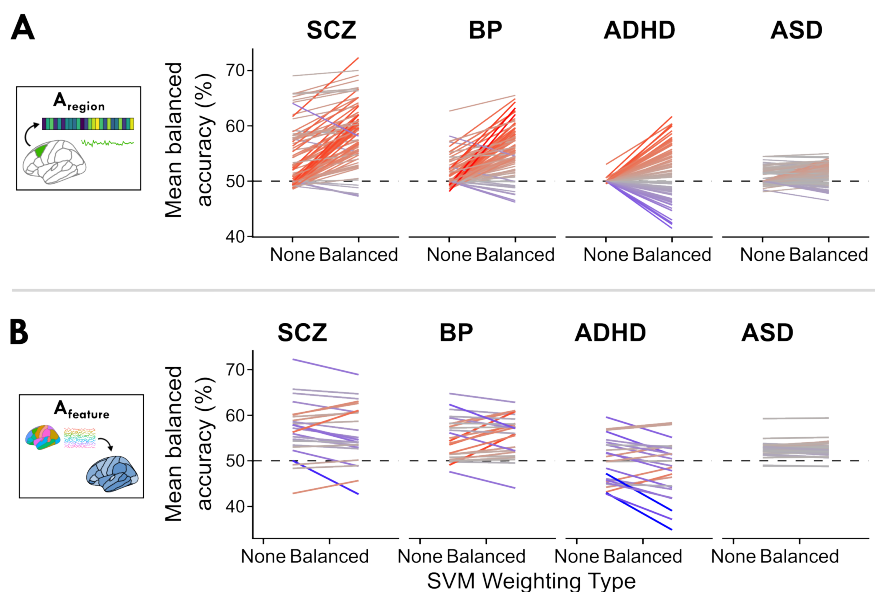 A
SCZ BP ADHD ASD
A region
Mean balanced
accuracy (%)
70
60
50
40
None Balanced None Balanced None Balanced None Balanced
B
SCZ BP ADHD ASD
A feature
Mean balanced
accuracy (%)
70
60
50
40
None Balanced None Balanced None Balanced None Balanced
SVM Weighting Type